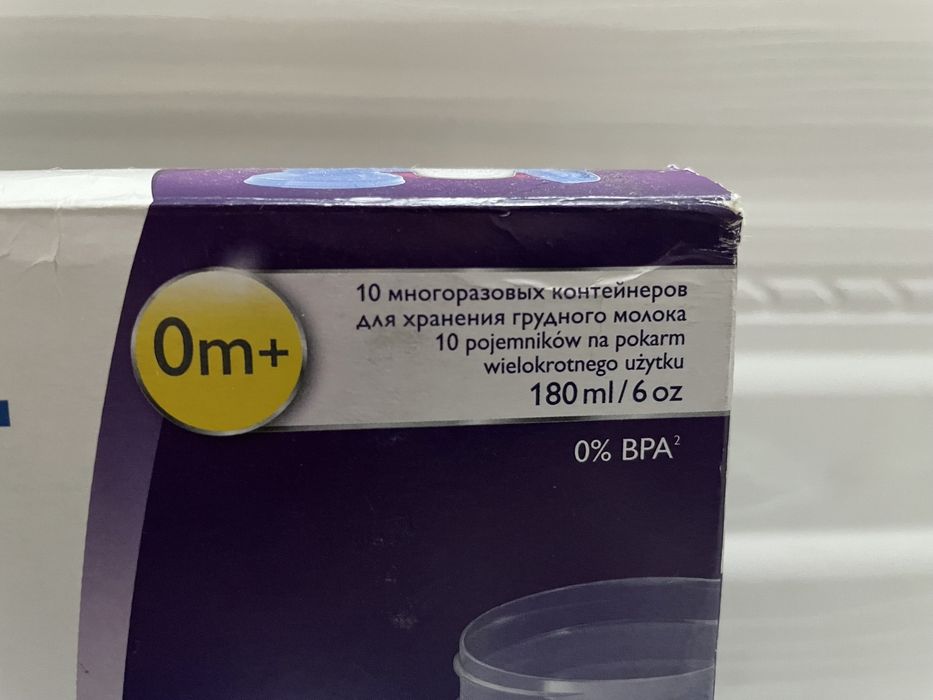 0m+
10 многоразовых контейнеров
для хранения грудного молока
10 pojemników na pokarm
wielokrotnego użytku
180 ml / 6 oz
0% BPA²